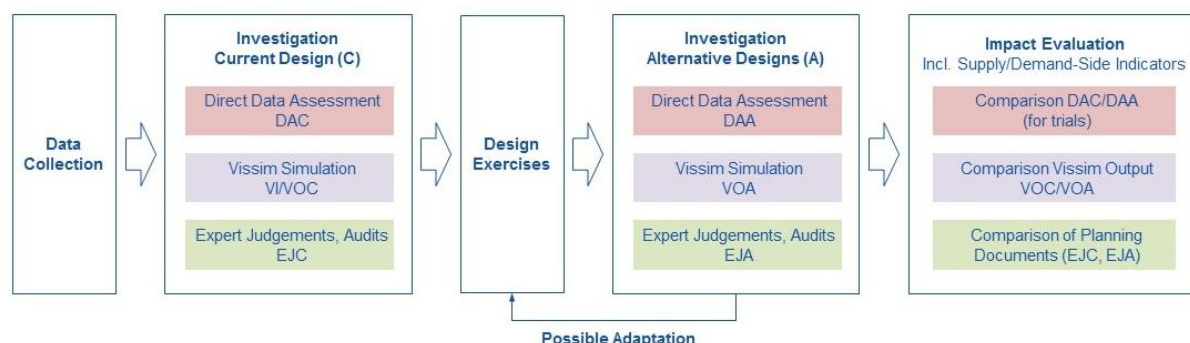 Data
Collection
Investigation
Current Design (C)
Direct Data Assessment
DAC
Vissim Simulation
VI/VOC
Expert Judgements, Audits
EJC
Design
Exercises
Investigation
Alternative Designs (A)
Direct Data Assessment
DAA
Vissim Simulation
VOA
Expert Judgements, Audits
EJA
Impact Evaluation
Incl. Supply/Demand-Side Indicators
Comparison DAC/DAA
(for trials)
Comparison Vissim Output
VOC/VOA
Comparison of Planning
Documents (EJC, EJA)
Possible Adaptation